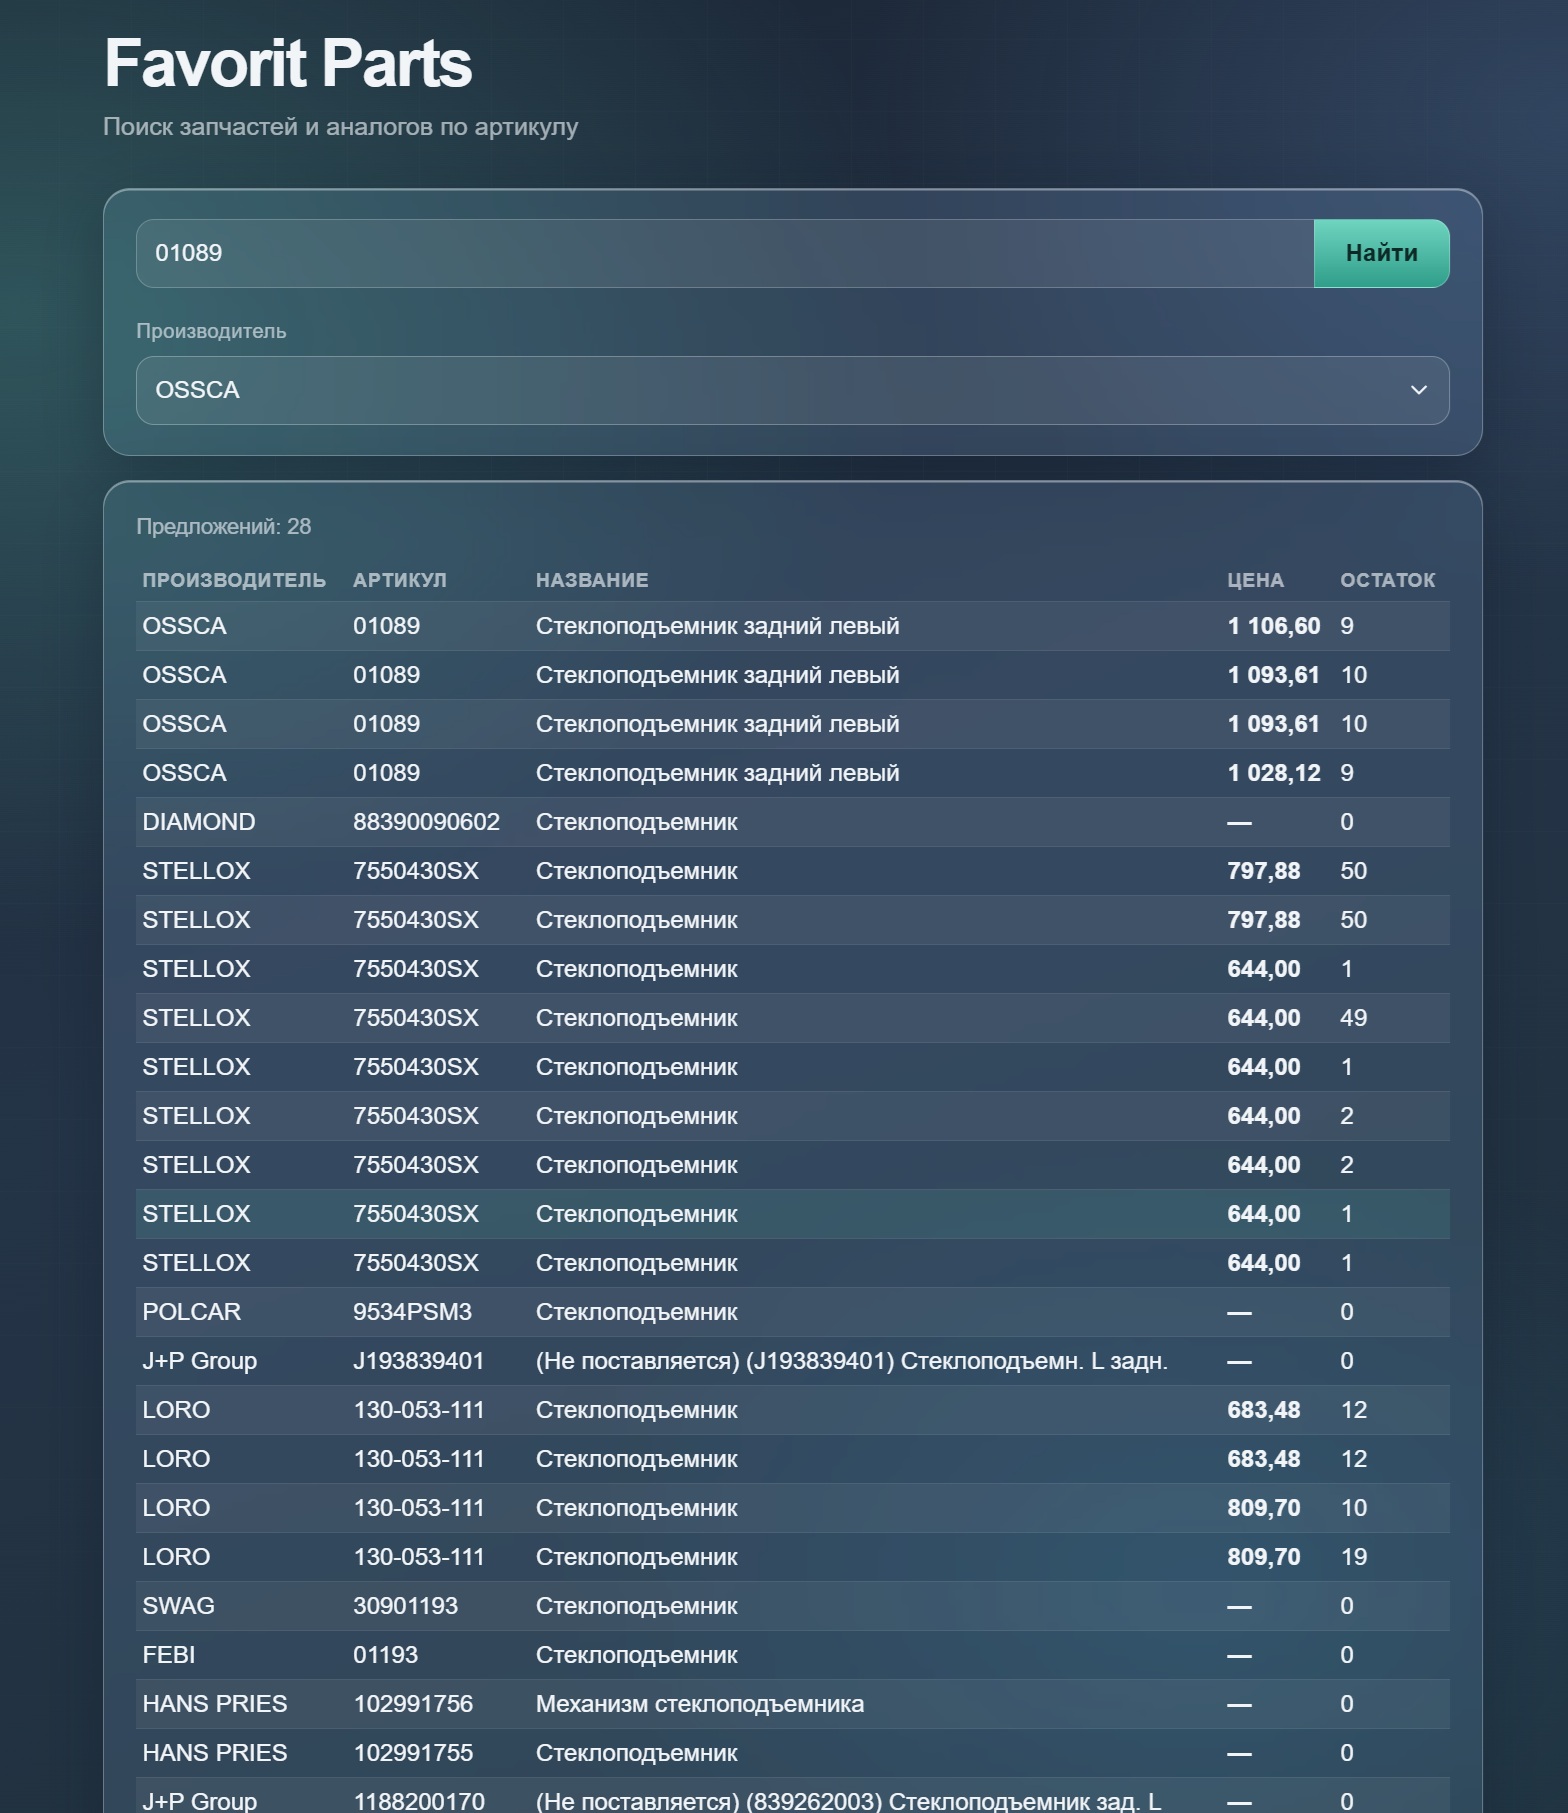 Favorit Parts
Поиск запчастей и аналогов по артикулу
01089 Найти
Производитель
OSSCA
Предложений: 28
ПРОИЗВОДИТЕЛЬ АРТИКУЛ НАЗВАНИЕ ЦЕНА ОСТАТОК
OSSCA 01089 Стеклоподъемник задний левый 1 106,60 9
OSSCA 01089 Стеклоподъемник задний левый 1 093,61 10
OSSCA 01089 Стеклоподъемник задний левый 1 093,61 10
OSSCA 01089 Стеклоподъемник задний левый 1 028,12 9
DIAMOND 88390090602 Стеклоподъемник — 0
STELLOX 7550430SX Стеклоподъемник 797,88 50
STELLOX 7550430SX Стеклоподъемник 797,88 50
STELLOX 7550430SX Стеклоподъемник 644,00 1
STELLOX 7550430SX Стеклоподъемник 644,00 49
STELLOX 7550430SX Стеклоподъемник 644,00 1
STELLOX 7550430SX Стеклоподъемник 644,00 2
STELLOX 7550430SX Стеклоподъемник 644,00 2
STELLOX 7550430SX Стеклоподъемник 644,00 1
STELLOX 7550430SX Стеклоподъемник 644,00 1
POLCAR 9534PSM3 Стеклоподъемник — 0
J+P Group J193839401 (Не поставляется) (J193839401) Стеклоподъемн. L задн. — 0
LORO 130-053-111 Стеклоподъемник 683,48 12
LORO 130-053-111 Стеклоподъемник 683,48 12
LORO 130-053-111 Стеклоподъемник 809,70 10
LORO 130-053-111 Стеклоподъемник 809,70 19
SWAG 30901193 Стеклоподъемник — 0
FEBI 01193 Стеклоподъемник — 0
HANS PRIES 102991756 Механизм стеклоподъемника — 0
HANS PRIES 102991755 Стеклоподъемник — 0
J+P Group 1188200170 (Не поставляется) (839262003) Стеклоподъемник зад. L — 0